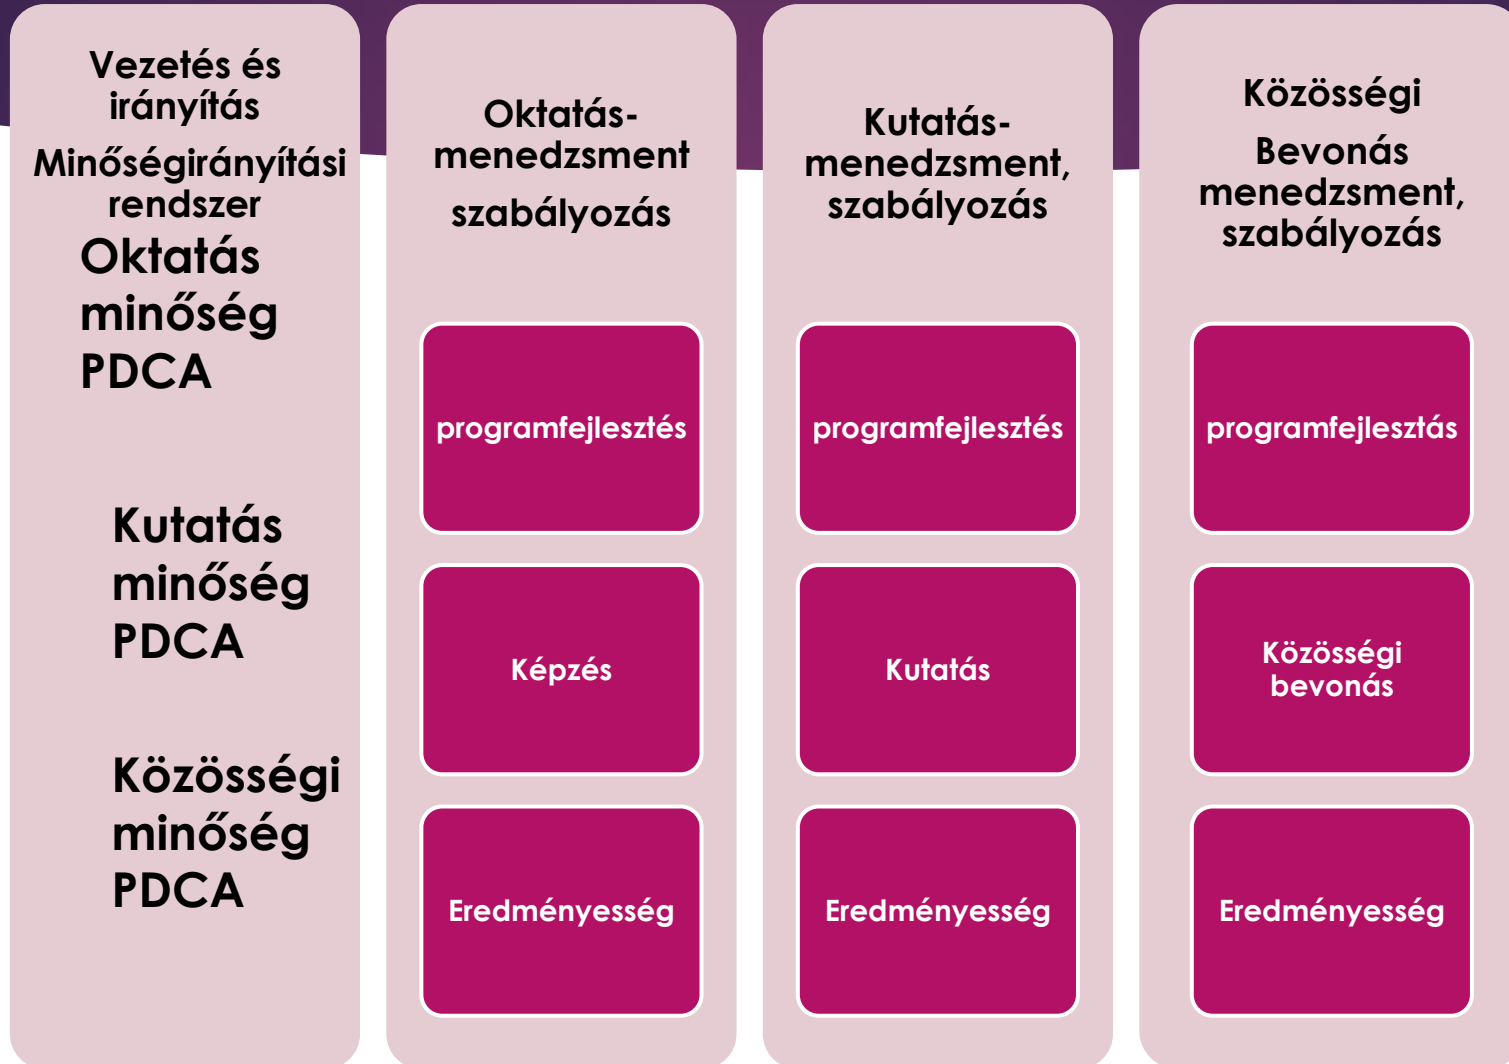 Vezetés és
irányítás
Minőségirányítási
rendszer
Oktatás
minőség
PDCA
Kutatás
minőség
PDCA
Közösségi
minőség
PDCA
Oktatás-
menedzsment
szabályozás
programfejlesztés
Képzés
Eredményesség
Kutatás-
menedzsment,
szabályozás
programfejlesztés
Kutatás
Eredményesség
Közösségi
Bevonás
menedzsment,
szabályozás
programfejlesztás
Közösségi
bevonás
Eredményesség